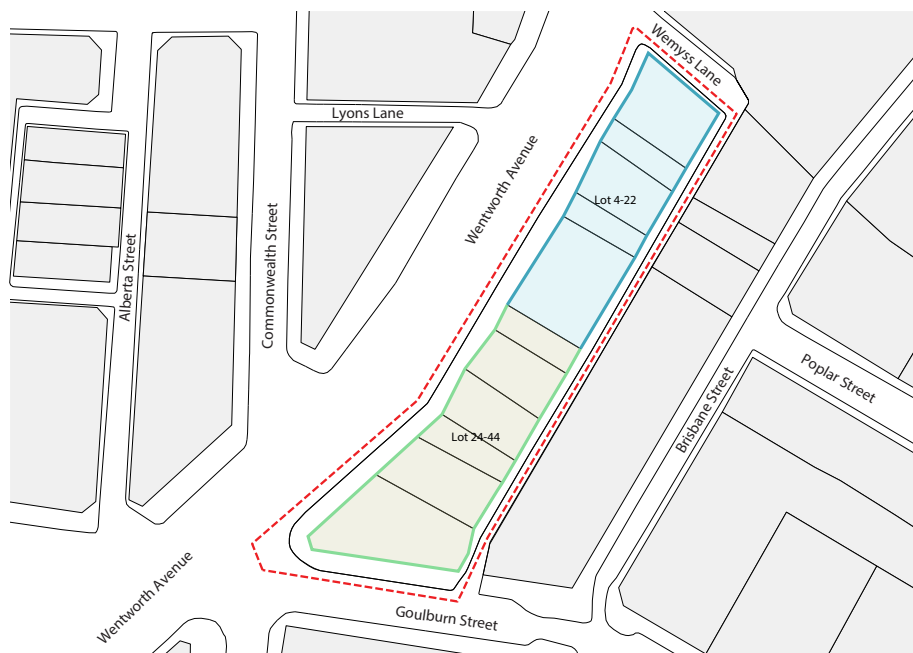 Wemyss Lane
Lyons Lane
Wentworth Avenue
Lot 4-22
Commonwealth Street
Alberta Street
Poplar Street
Brisbane Street
Lot 24-44
Wentworth Avenue
Goulburn Street